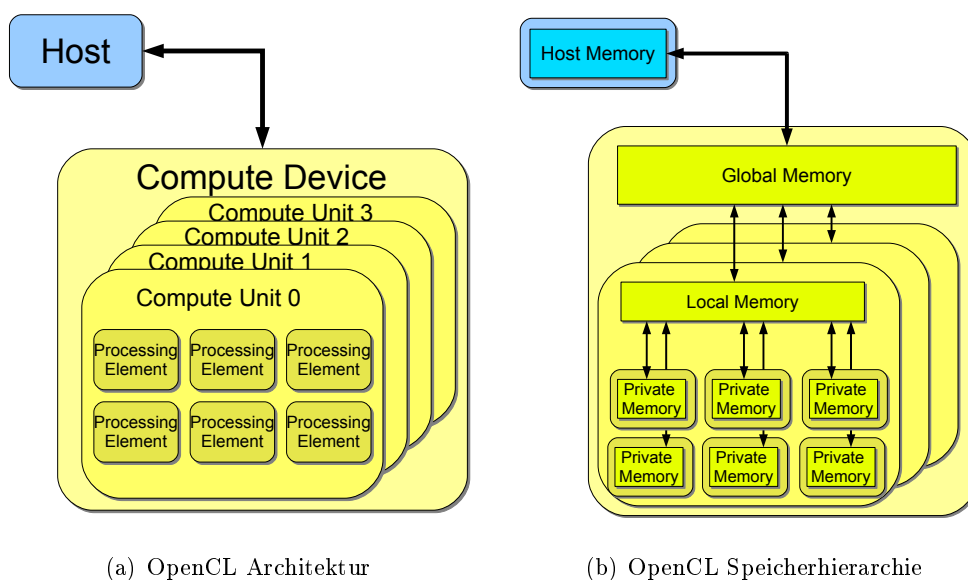 Host
Compute Device
Compute Unit 3
Compute Unit 2
Compute Unit 1
Compute Unit 0
Processing
Element
Processing
Element
Processing
Element
Processing
Element
Processing
Element
Processing
Element
(a) OpenCL Architektur
Host Memory
Global Memory
Local Memory
Private
Memory
Private
Memory
Private
Memory
Private
Memory
Private
Memory
Private
Memory
(b) OpenCL Speicherhierarchie